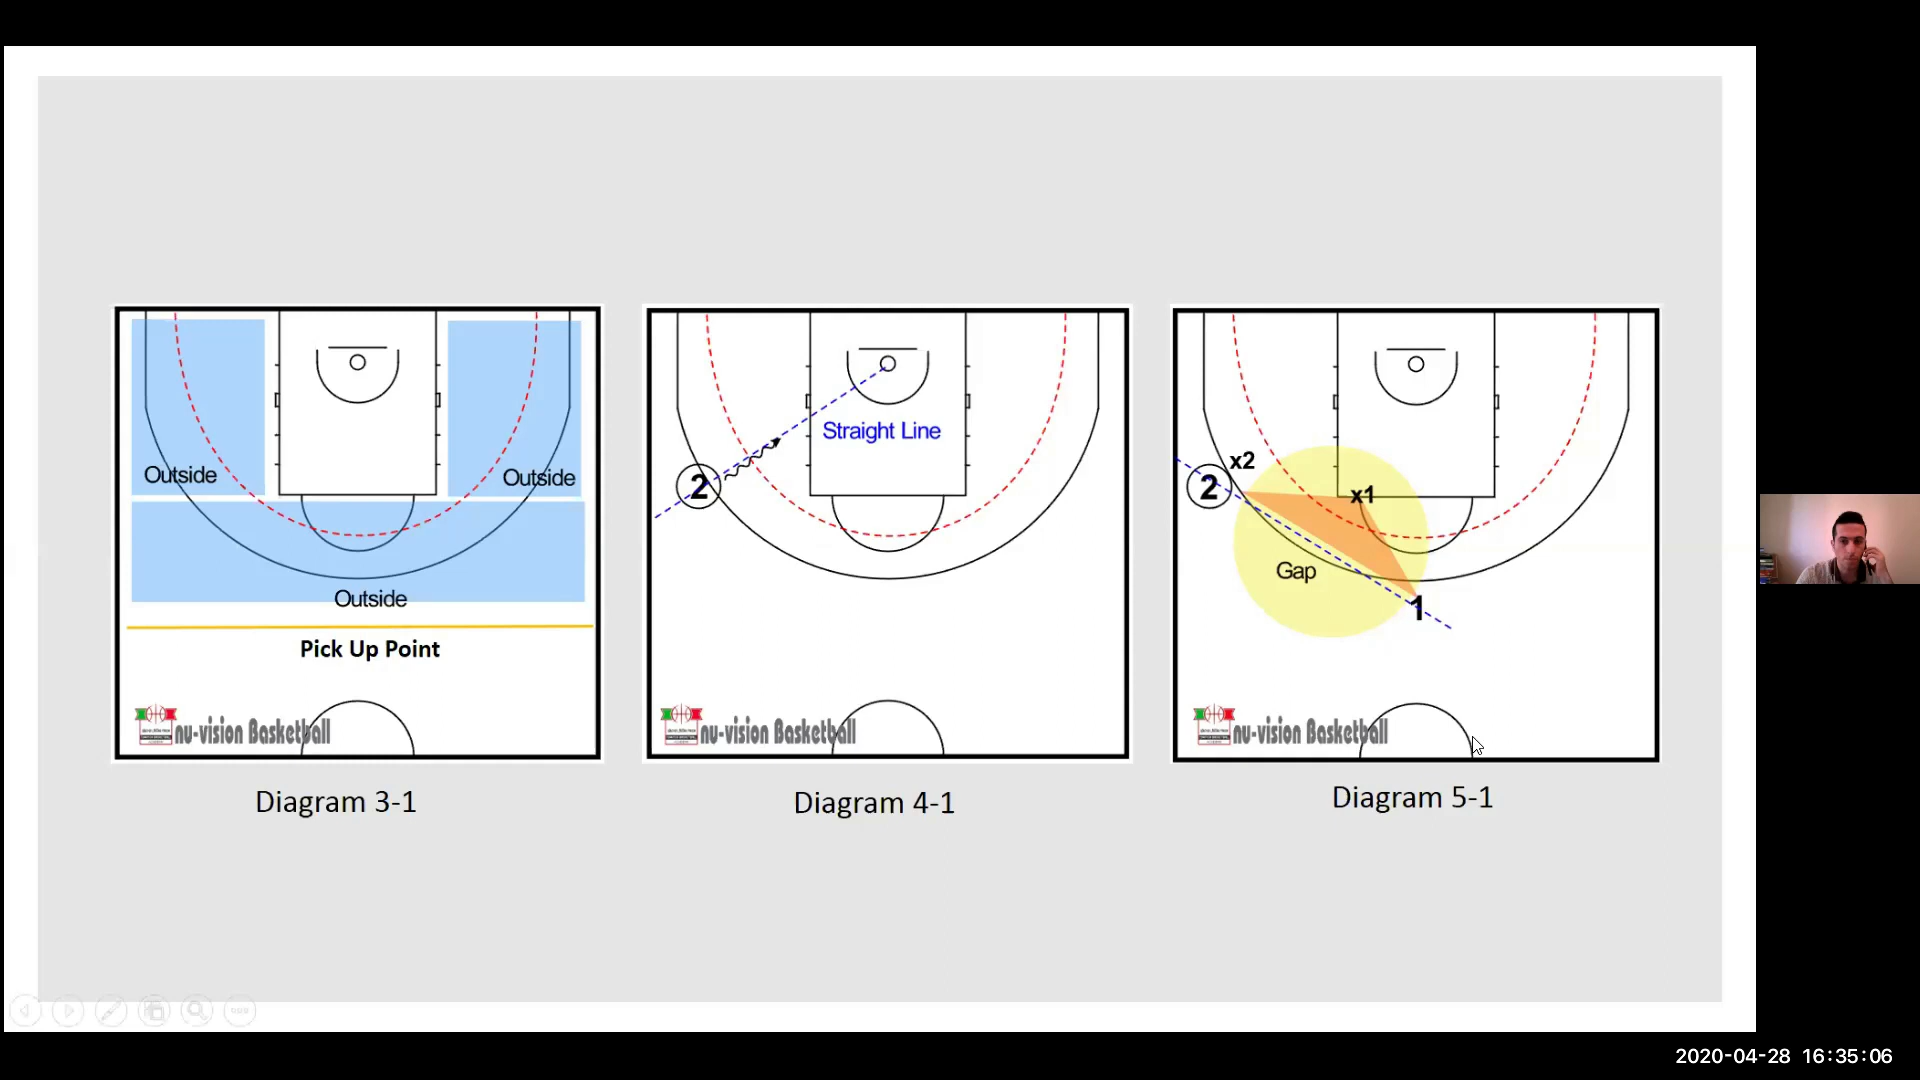 Outside
Outside
Outside
Pick Up Point
nu-vision Basketball
Diagram 3-1
2
Straight Line
nu-vision Basketball
Diagram 4-1
x2
2
x1
Gap
1
nu-vision Basketball
Diagram 5-1
2020-04-28 16:35:06